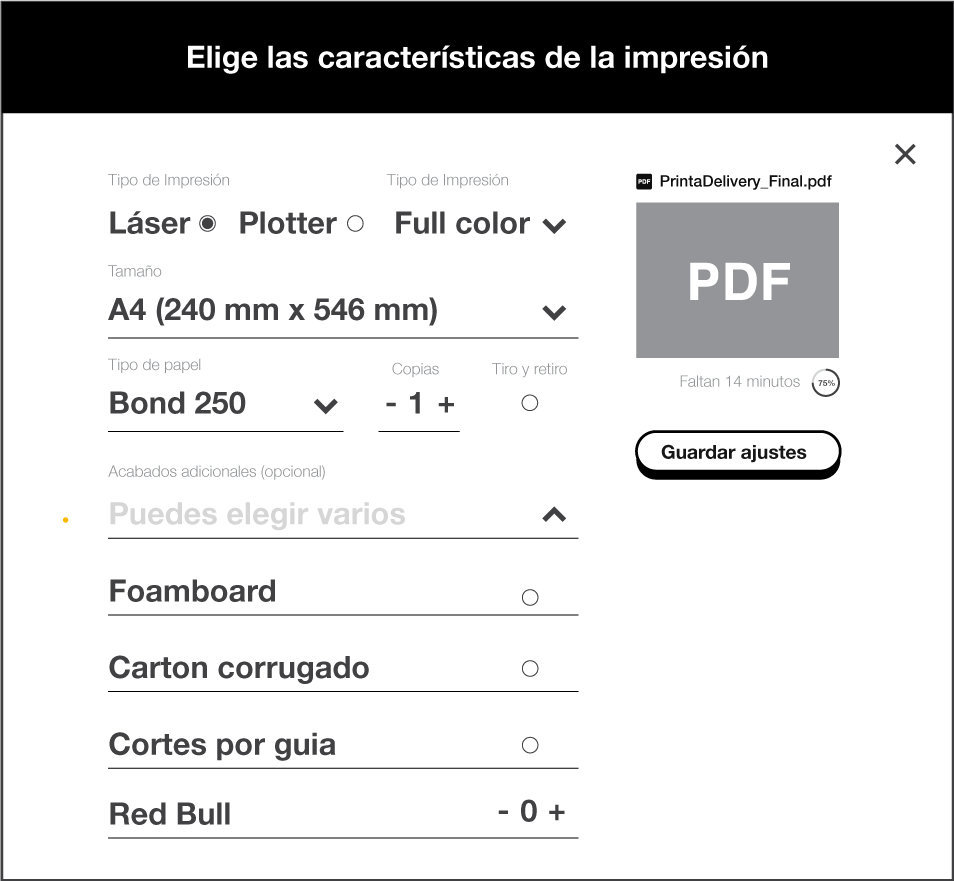 Elige las características de la impresión
Tipo de Impresión
Tipo de Impresión
Láser Plotter Full color
Tamaño
A4 (240 mm x 546 mm)
Tipo de papel
Copias
Tiro y retiro
Bond 250
- 1 +
Acabados adicionales (opcional)
Puedes elegir varios
Foamboard
Carton corrugado
Cortes por guia
Red Bull
- 0 +
PDF PrintaDelivery_Final.pdf
PDF
Faltan 14 minutos 75%
Guardar ajustes